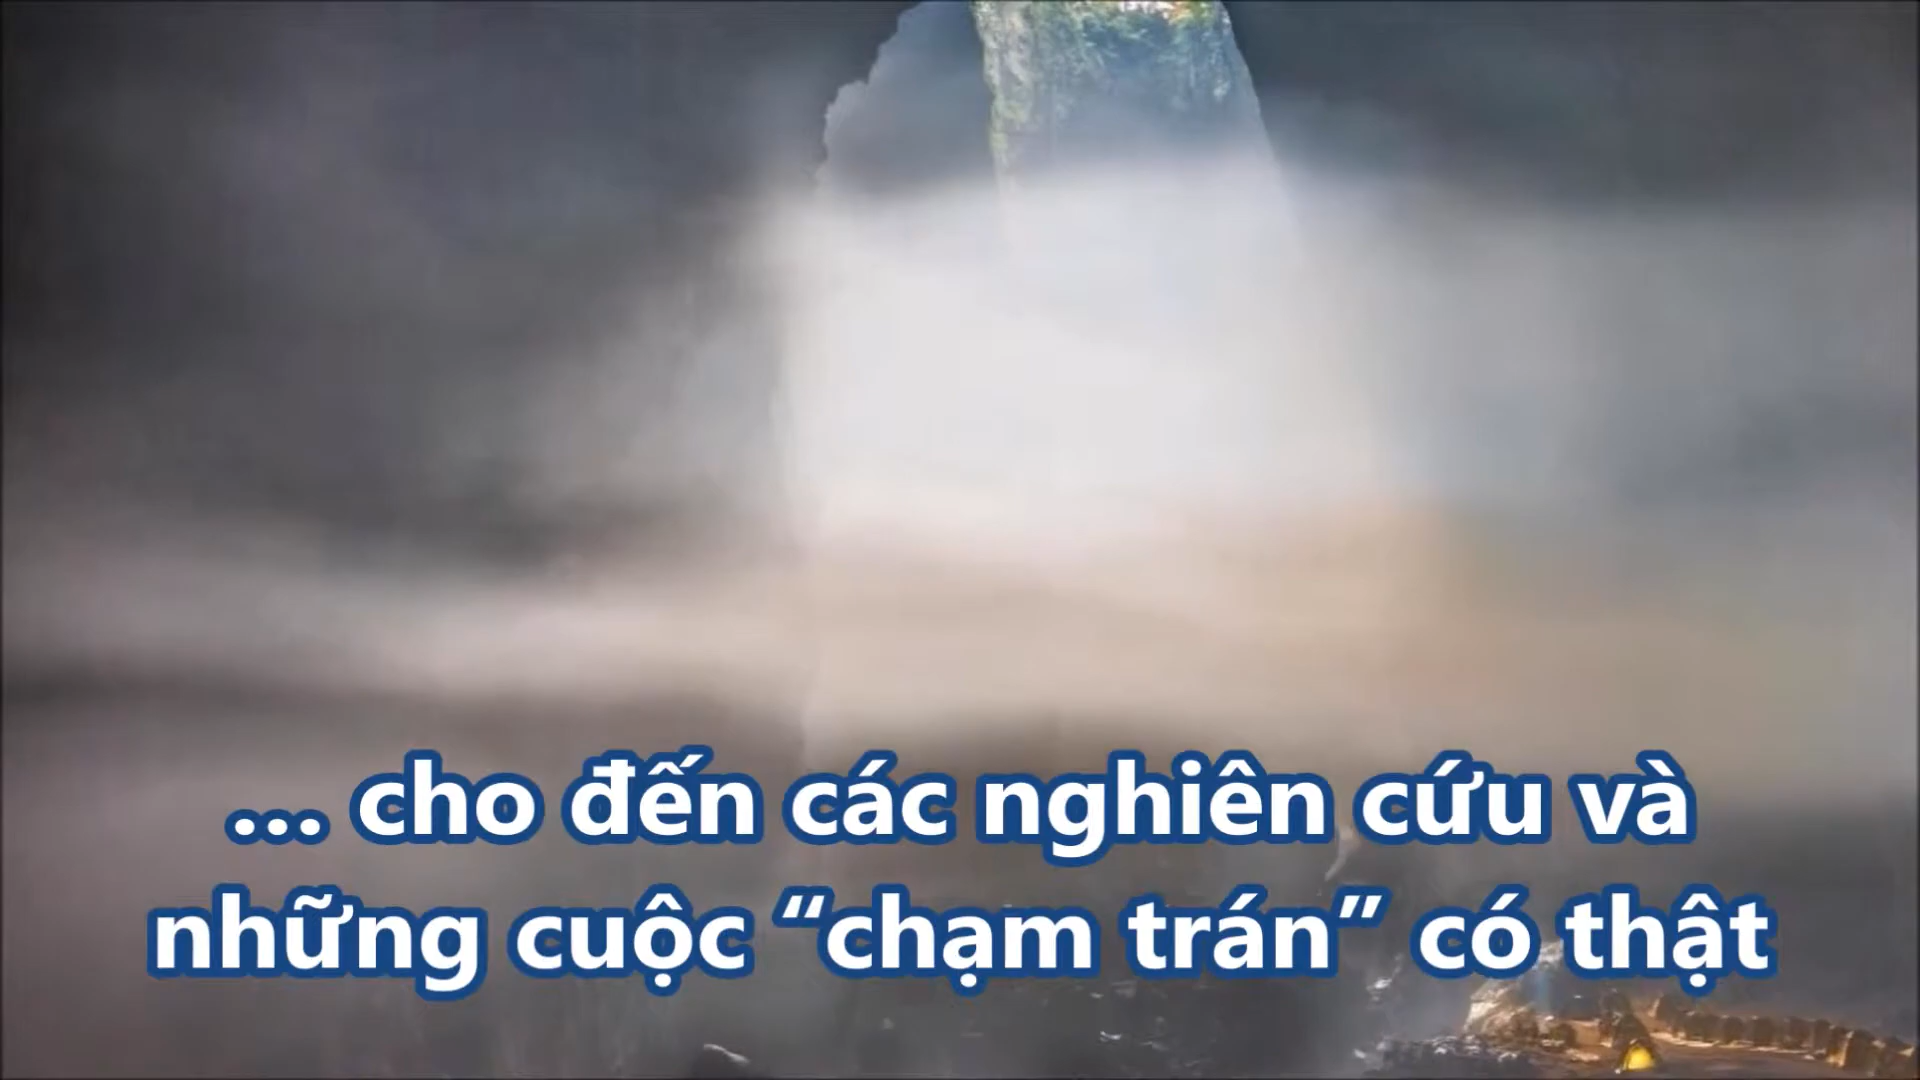 ... cho đến các nghiên cứu và
những cuộc “chạm trán” có thật